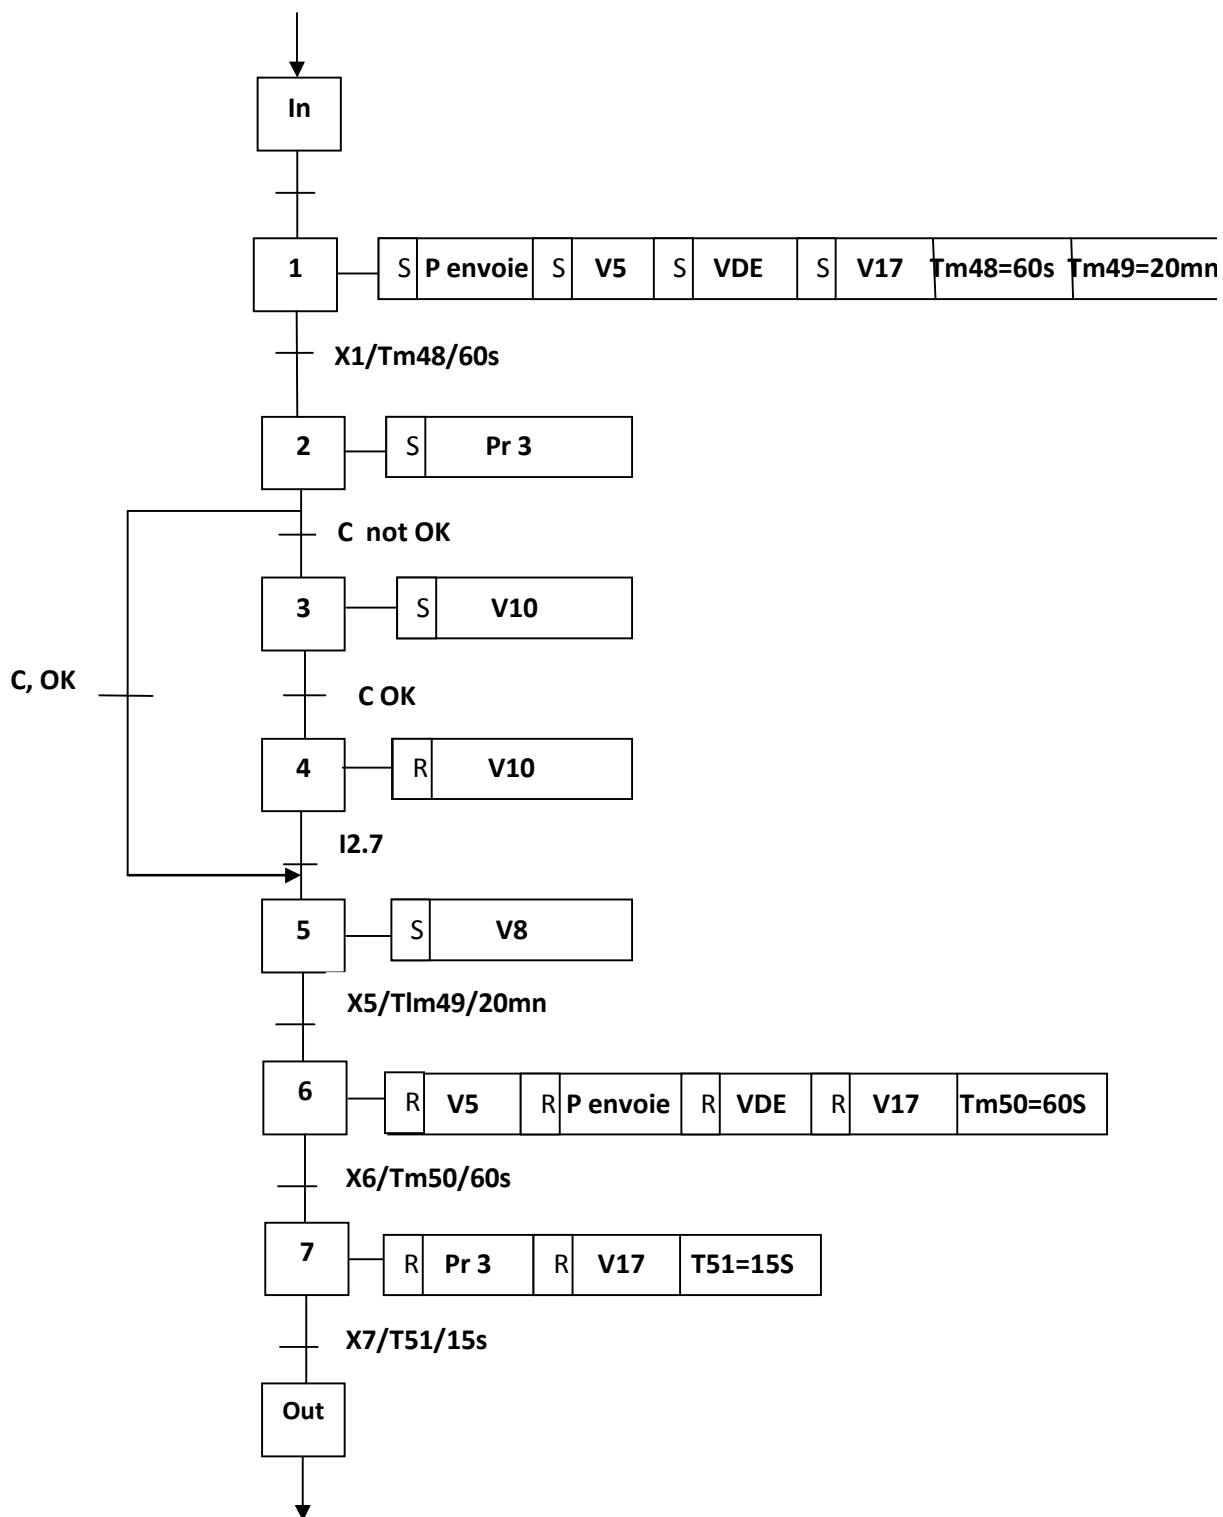 In
1 S P envoie S V5 S VDE S V17 Tm48=60s Tm49=20mn
X1/Tm48/60s
2 S Pr 3
C not OK
3 S V10
C, OK
C OK
4 R V10
I2.7
5 S V8
X5/Tlm49/20mn
6 R V5 R P envoie R VDE R V17 Tm50=60S
X6/Tm50/60s
7 R Pr 3 R V17 T51=15S
X7/T51/15s
Out